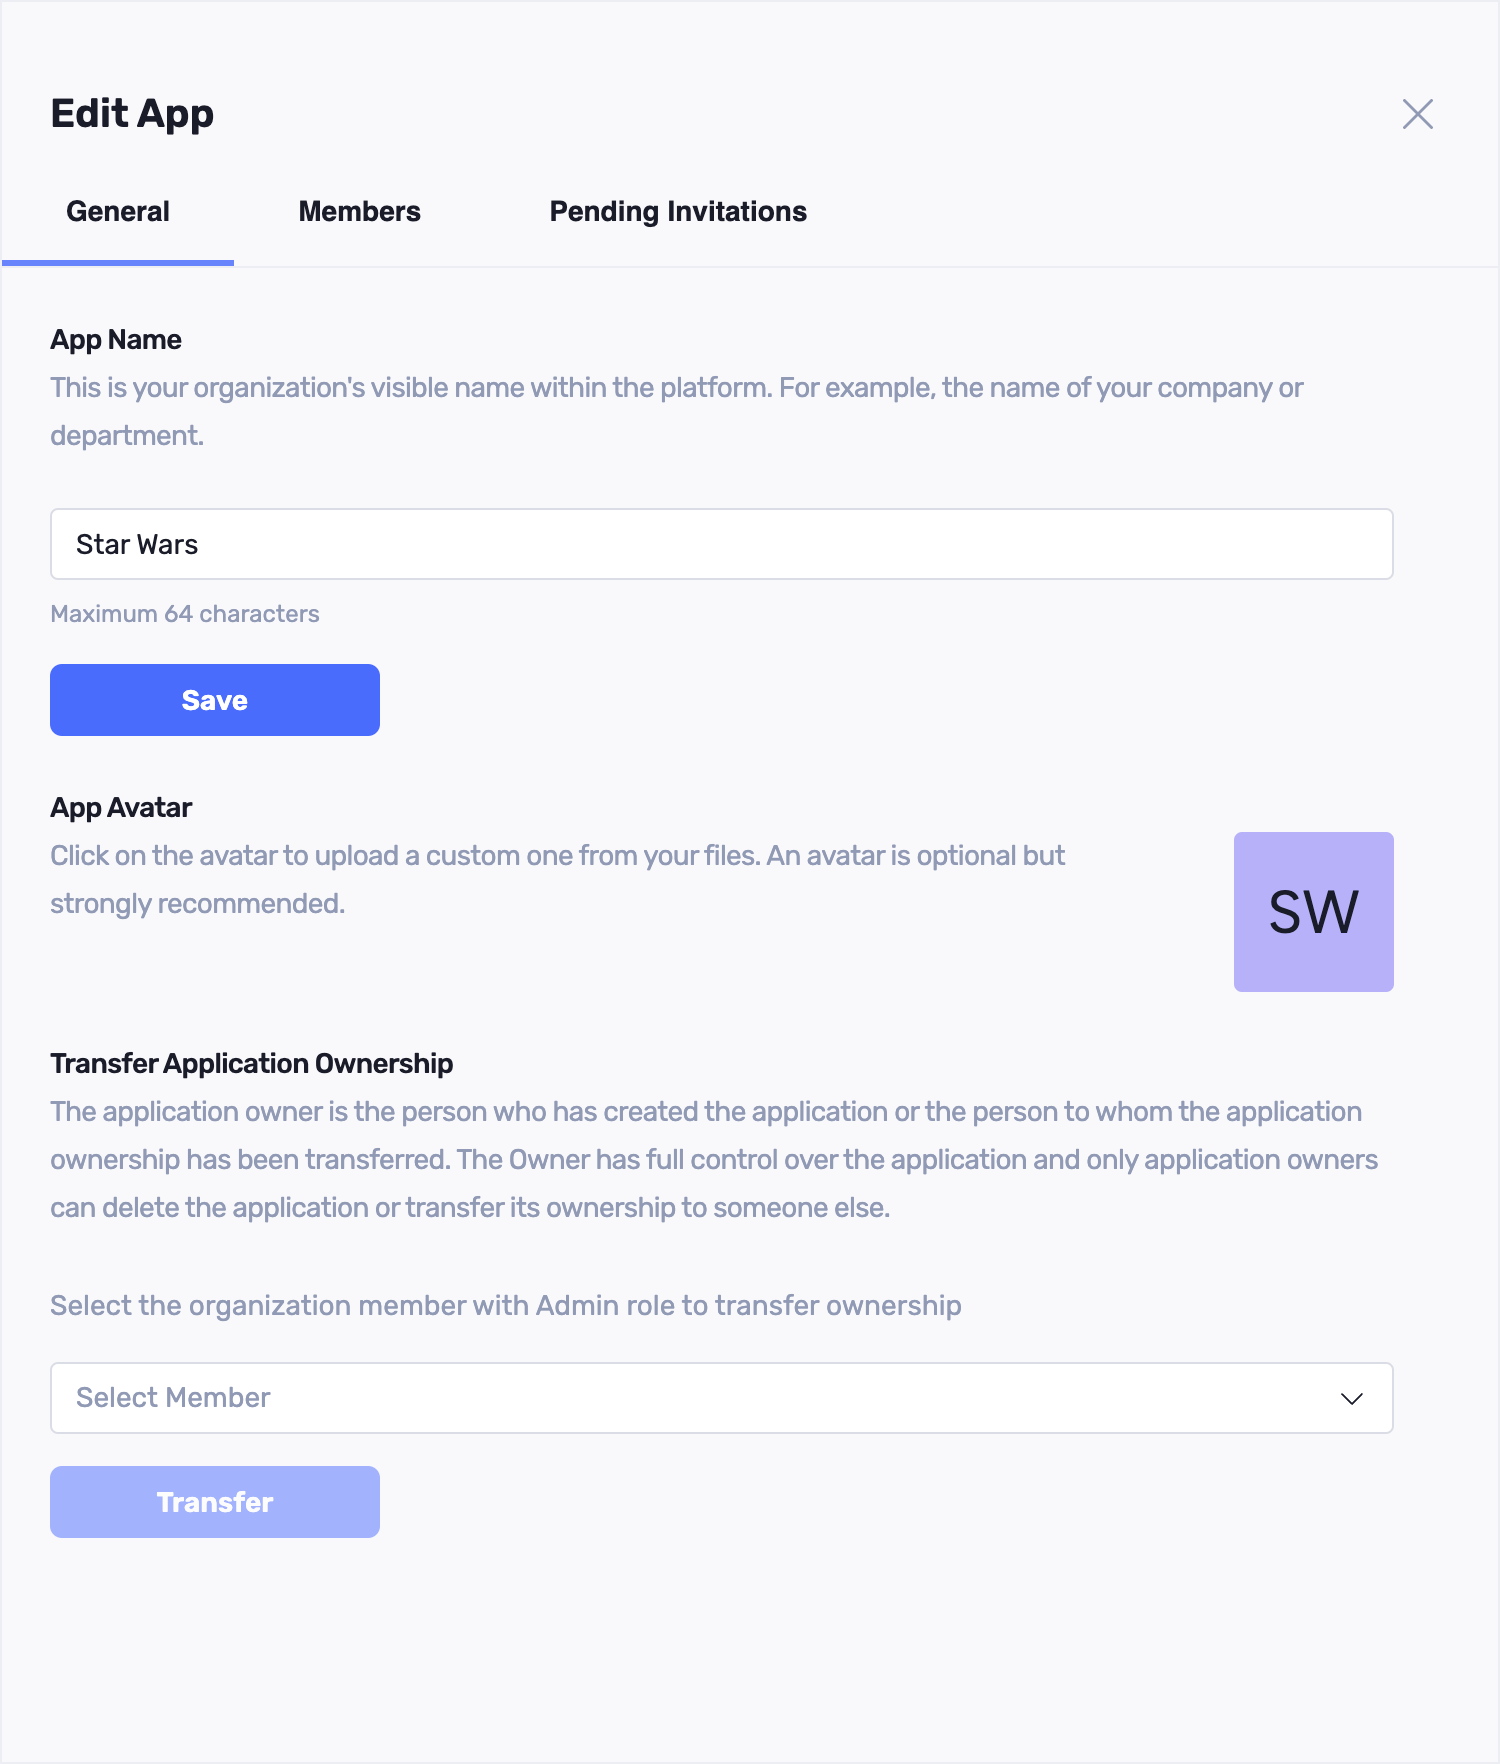 Edit App
General Members Pending Invitations
App Name
This is your organization's visible name within the platform. For example, the name of your company or
department.
Star Wars
Maximum 64 characters
Save
App Avatar
Click on the avatar to upload a custom one from your files. An avatar is optional but
strongly recommended.
SW
Transfer Application Ownership
The application owner is the person who has created the application or the person to whom the application
ownership has been transferred. The Owner has full control over the application and only application owners
can delete the application or transfer its ownership to someone else.
Select the organization member with Admin role to transfer ownership
Select Member
Transfer